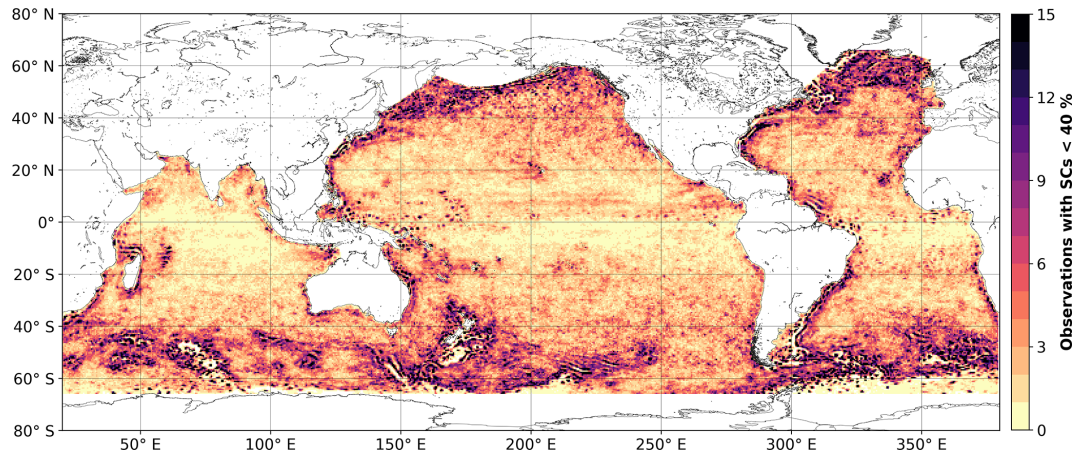 80° N
60° N
40° N
20° N
0°
20° S
40° S
60° S
80° S
50° E
100° E
150° E
200° E
250° E
300° E
350° E
15
12
9
6
3
0
Observations with SCs < 40 %